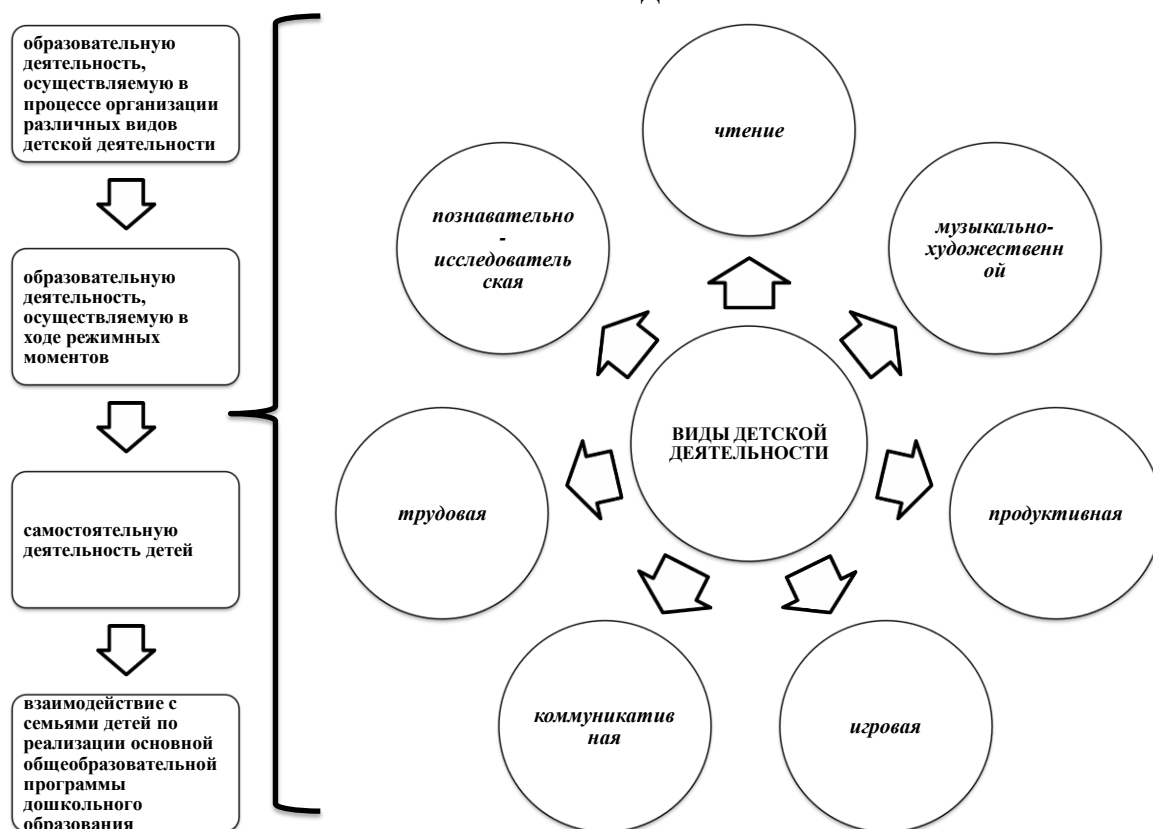 образовательную
деятельность,
осуществляемую в
процессе организации
различных видов
детской деятельности
образовательную
деятельность,
осуществляемую в
ходе режимных
моментов
самостоятельную
деятельность детей
взаимодействие с
семьями детей по
реализации основной
общеобразовательной
программы
дошкольного
образования
чтение
музыкально-
художественн
ой
продуктивная
игровая
коммуникатив
ная
трудовая
познавательно
-
исследователь
ская
ВИДЫ ДЕТСКОЙ
ДЕЯТЕЛЬНОСТИ